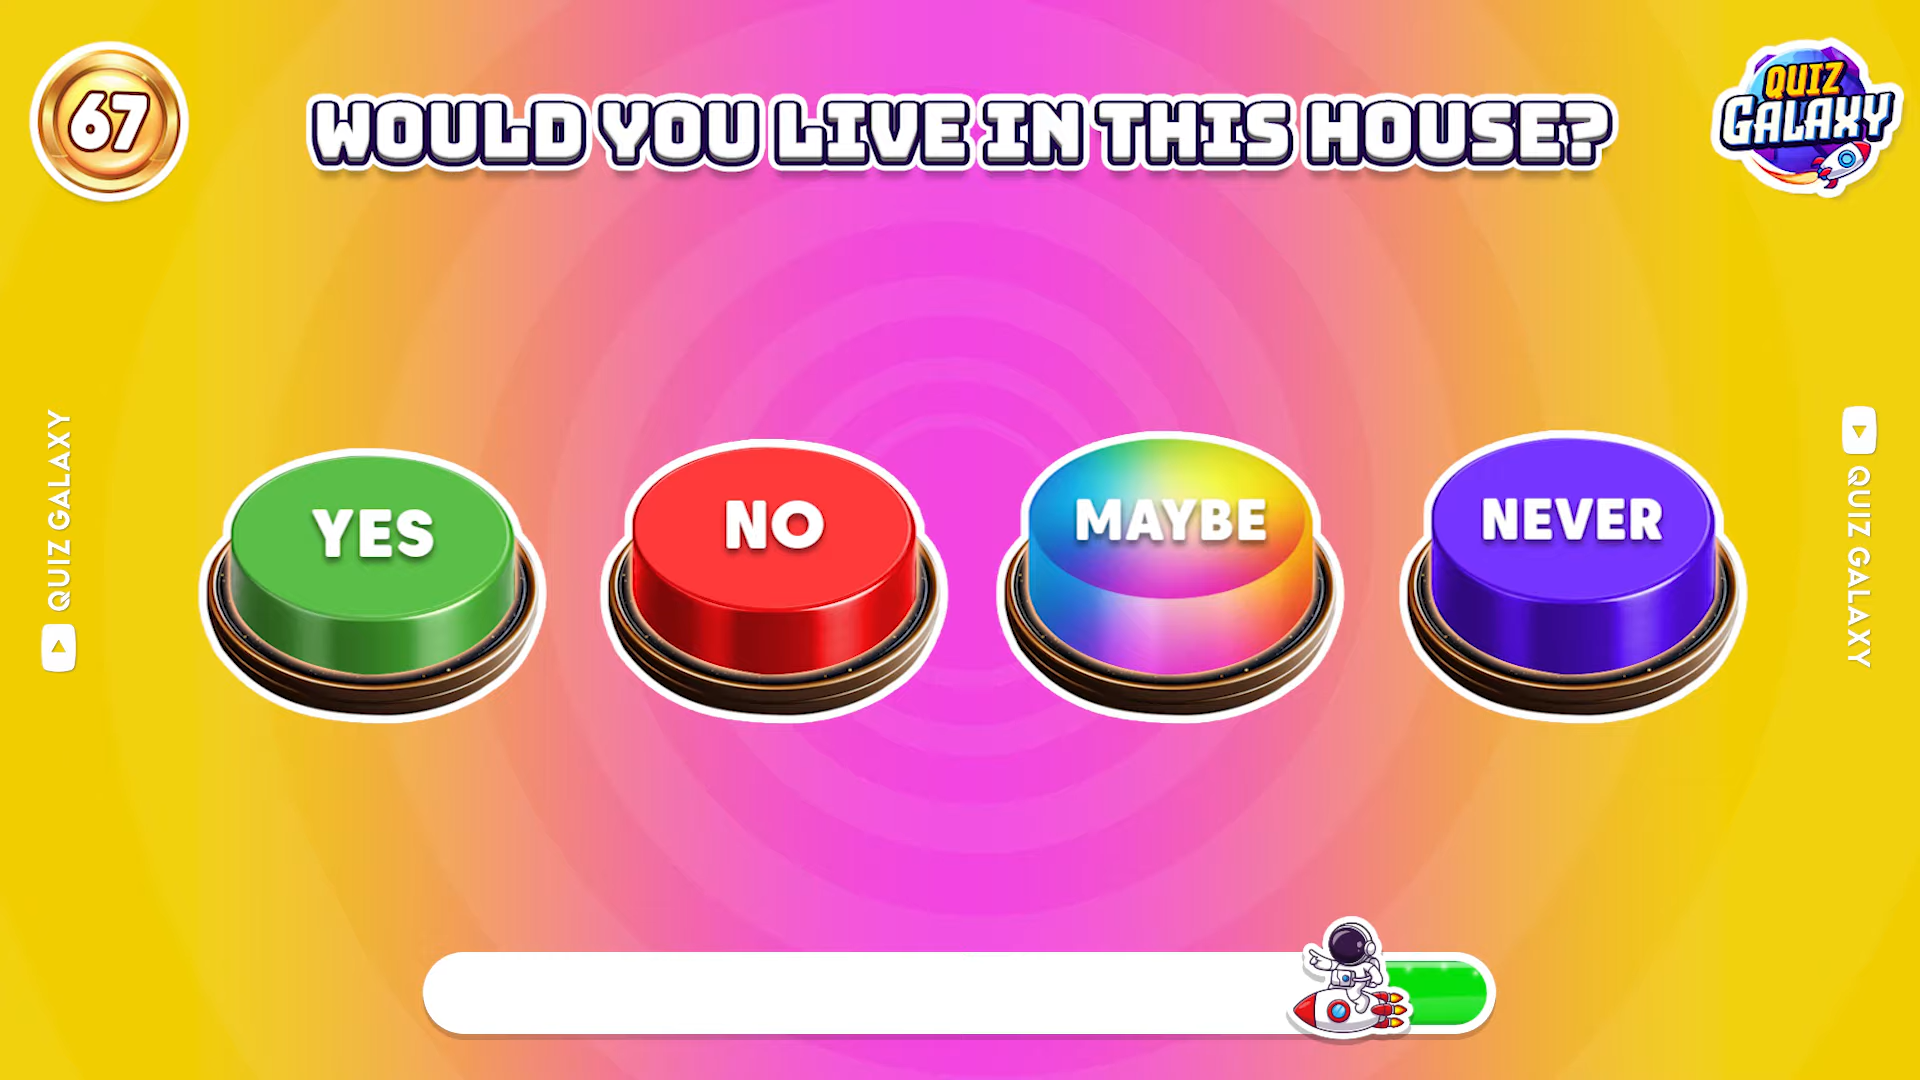 67
WOULD YOU LIVE IN THIS HOUSE?
QUIZ
GALAXY
QUIZ GALAXY
YES
NO
MAYBE
NEVER
QUIZ GALAXY